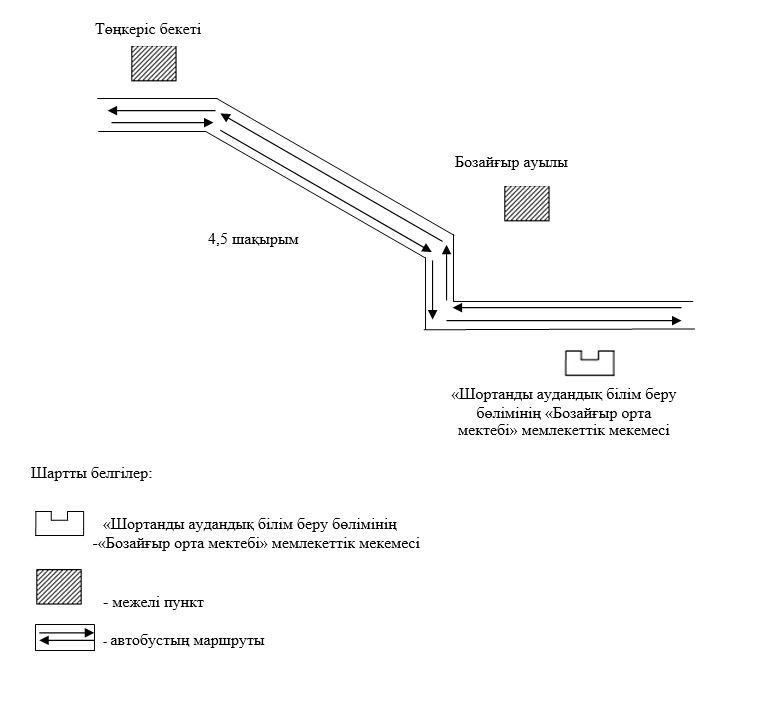 Төңкеріс бекеті
Бозайғыр ауылы
4,5 шақырым
«Шортанды аудандық білім беру
бөлімінің «Бозайғыр орта
мектебі» мемлекеттік мекемесі
Шартты белгілер:
«Шортанды аудандық білім беру бөлімінің
-«Бозайғыр орта мектебі» мемлекеттік мекемесі
- межелі пункт
- автобустың маршруты